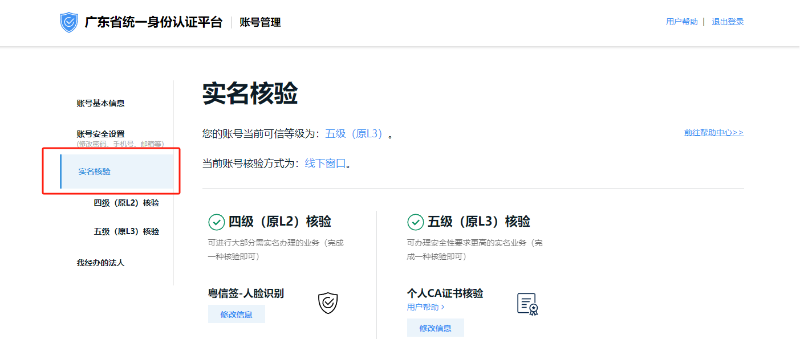 广东省统一身份认证平台 | 账号管理
用户帮助 | 退出登录
账号基本信息
账号安全设置
(修改密码、手机号、邮箱等)
实名核验
四级（原L2）核验
五级（原L3）核验
我经办的法人
实名核验
您的账号当前可信等级为：五级（原L3）。
前往帮助中心>>
当前账号核验方式为：线下窗口。
四级（原L2）核验
可进行大部分需实名办理的业务（完成
一种核验即可）
粤信签-人脸识别
修改信息
五级（原L3）核验
可办理安全性要求更高的实名业务（完
成一种核验即可）
个人CA证书核验
用户帮助 >
修改信息